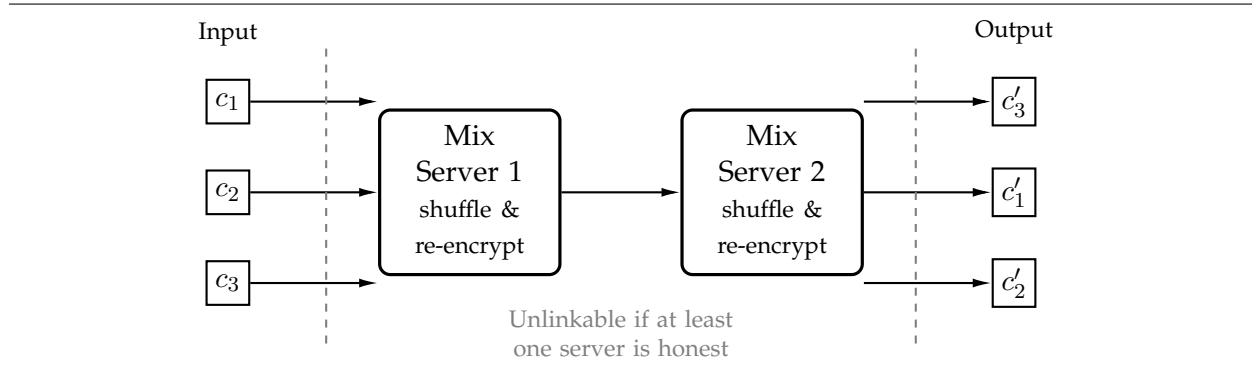 Input
Output
c₁
c₂
c₃
Mix
Server 1
shuffle &
re-encrypt
Mix
Server 2
shuffle &
re-encrypt
c′₃
c′₁
c′₂
Unlinkable if at least
one server is honest